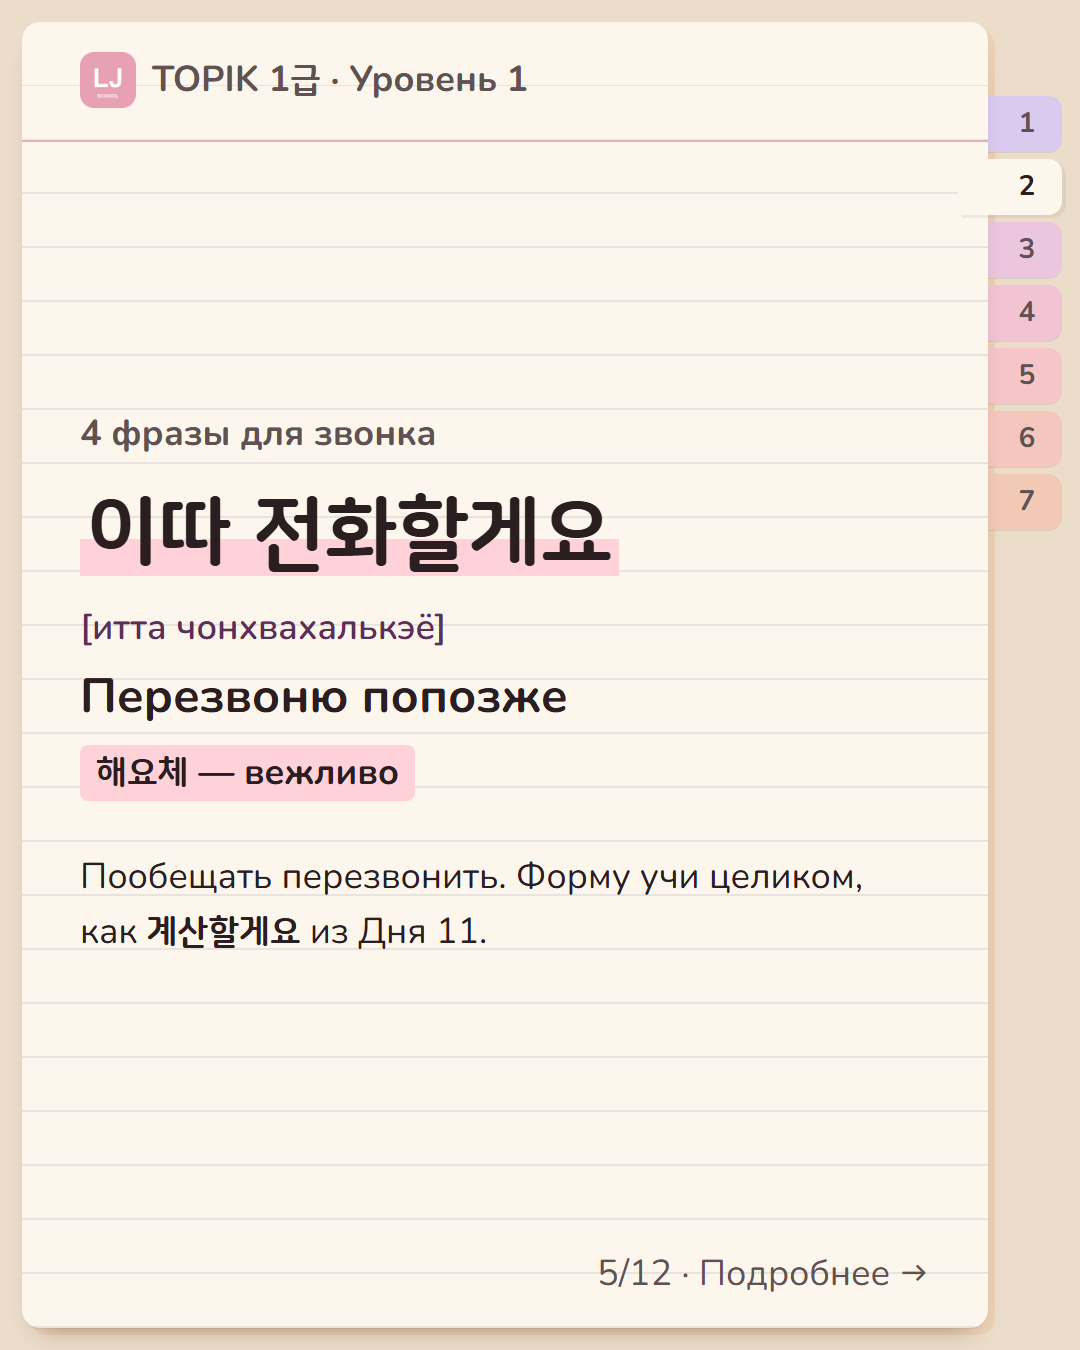 LJ
SCHOOL
TOPIK 1급 · Уровень 1
1
2
3
4
5
6
7
4 фразы для звонка
이따 전화할게요
[итта чонхвахалькэё]
Перезвоню попозже
해요체 — вежливо
Пообещать перезвонить. Форму учи целиком,
как 계산할게요 из Дня 11.
5/12 · Подробнее →